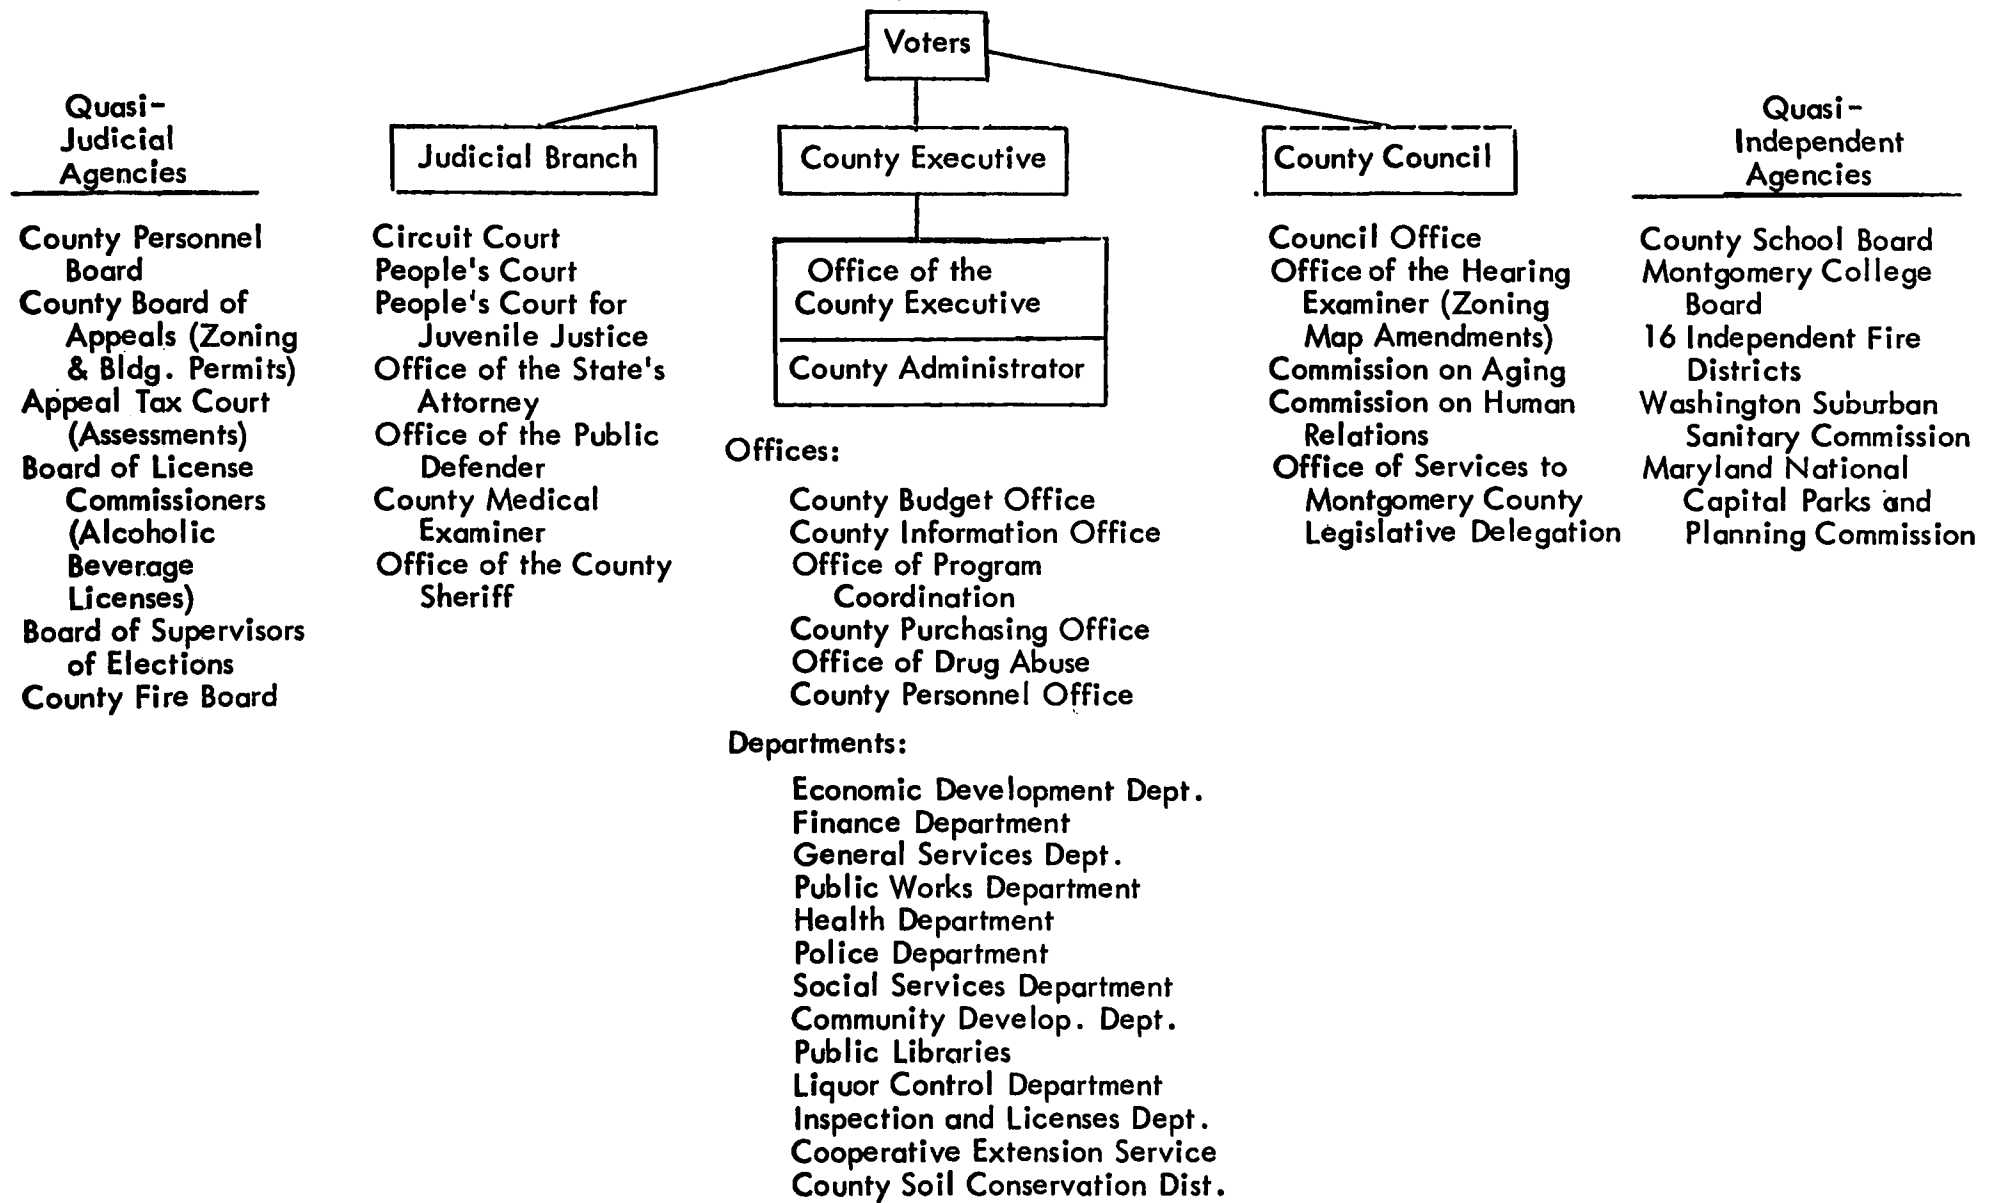 Voters
Quasi-
Judicial
Agencies
County Personnel
Board
County Board of
Appeals (Zoning
& Bldg. Permits)
Appeal Tax Court
(Assessments)
Board of License
Commissioners
(Alcoholic
Beverage
Licenses)
Board of Supervisors
of Elections
County Fire Board
Judicial Branch
Circuit Court
People's Court
People's Court for
Juvenile Justice
Office of the State's
Attorney
Office of the Public
Defender
County Medical
Examiner
Office of the County
Sheriff
County Executive
Office of the
County Executive
County Administrator
Offices:
County Budget Office
County Information Office
Office of Program
Coordination
County Purchasing Office
Office of Drug Abuse
County Personnel Office
Departments:
Economic Development Dept.
Finance Department
General Services Dept.
Public Works Department
Health Department
Police Department
Social Services Department
Community Develop. Dept.
Public Libraries
Liquor Control Department
Inspection and Licenses Dept.
Cooperative Extension Service
County Soil Conservation Dist.
County Council
Council Office
Office of the Hearing
Examiner (Zoning
Map Amendments)
Commission on Aging
Commission on Human
Relations
Office of Services to
Montgomery County
Legislative Delegation
Quasi-
Independent
Agencies
County School Board
Montgomery College
Board
16 Independent Fire
Districts
Washington Suburban
Sanitary Commission
Maryland National
Capital Parks and
Planning Commission